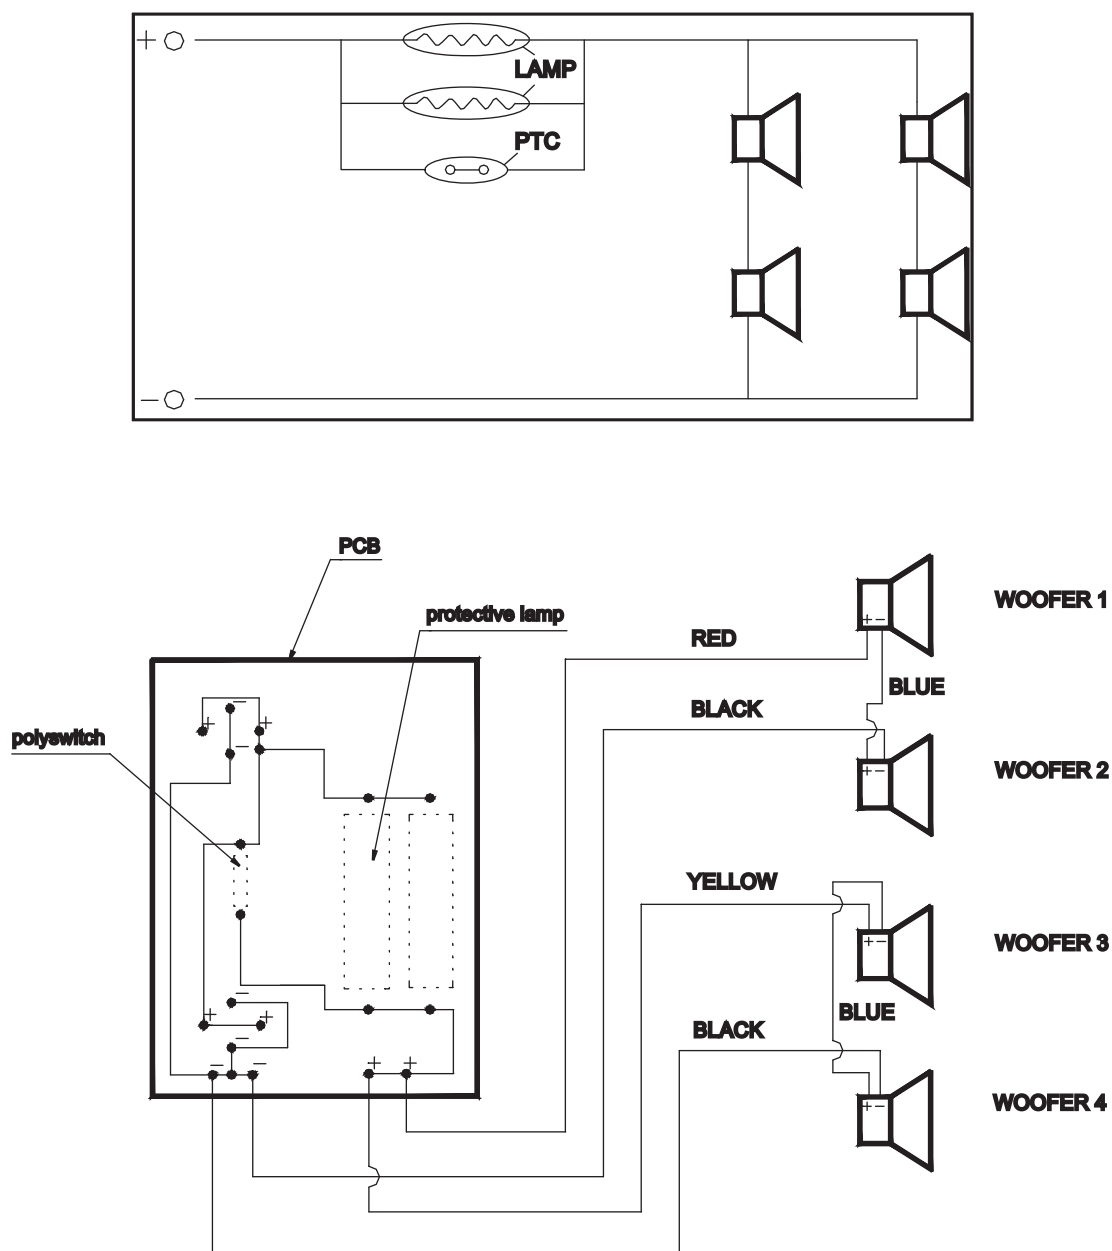 +
LAMP
PTC
−
PCB
protective lamp
WOOFER 1
+ −
RED
BLUE
BLACK
− + +
polyswitch
−
WOOFER 2
+ −
YELLOW
WOOFER 3
+ −
−
BLUE
+ +
BLACK
−
− − + +
WOOFER 4
+ −